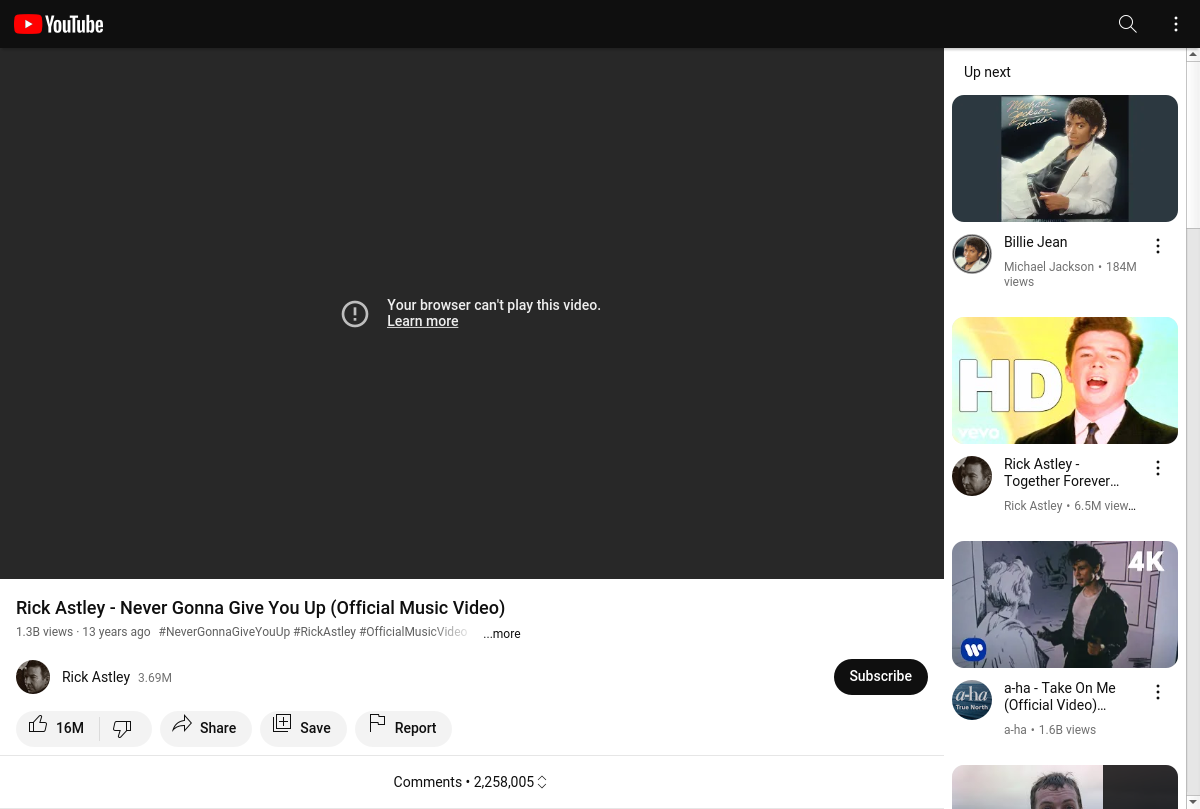 YouTube
Your browser can't play this video.
Learn more
Rick Astley - Never Gonna Give You Up (Official Music Video)
1.3B views · 13 years ago #NeverGonnaGiveYouUp #RickAstley #OfficialMusicVideo ...more
Rick Astley 3.69M
Subscribe
16M
Share
Save
Report
Comments • 2,258,005
Up next
Michael
Jackson
Thriller
Billie Jean
Michael Jackson • 184M
views
HD
vevo
Rick Astley -
Together Forever...
Rick Astley • 6.5M view...
4K
a-ha
True North
a-ha - Take On Me
(Official Video)...
a-ha • 1.6B views